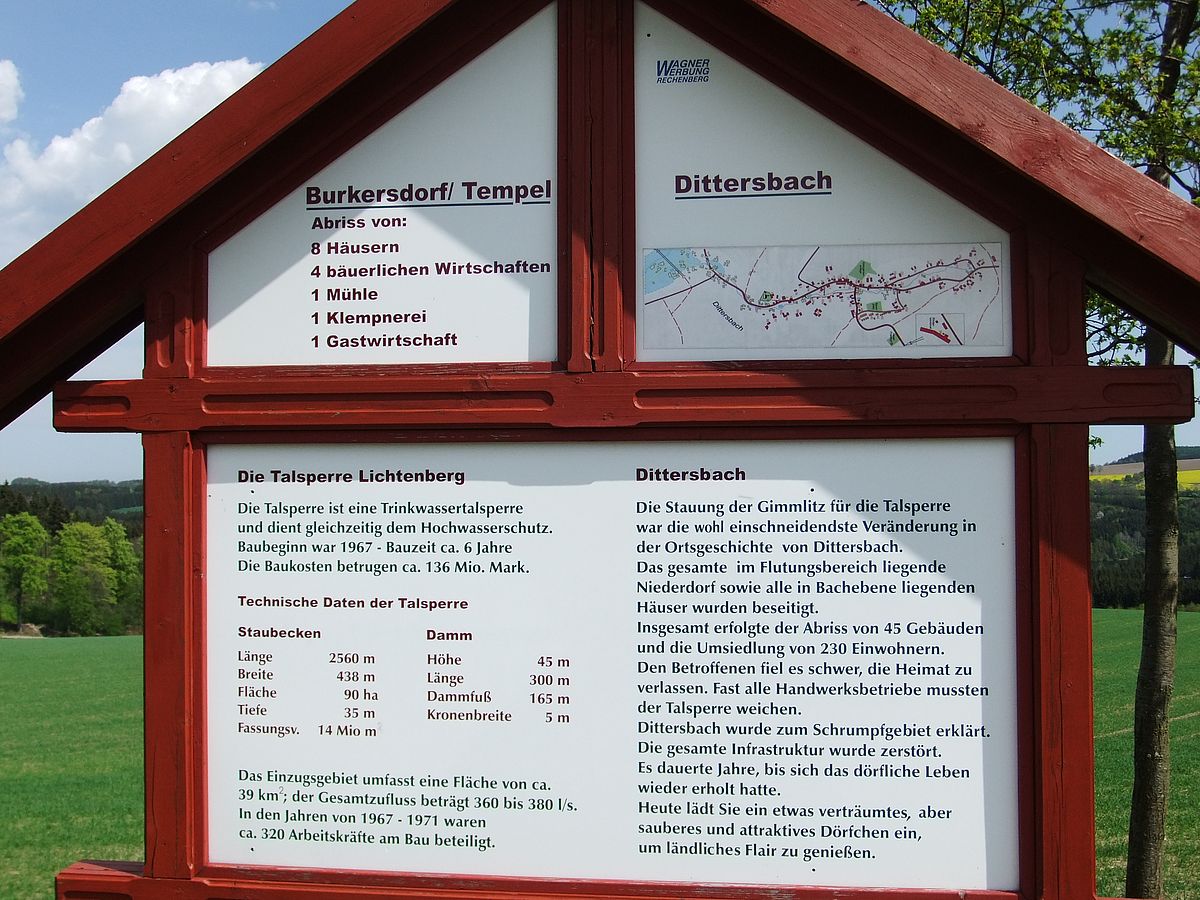 WAGNER
WERBUNG
RECHENBERG
Burkersdorf/ Tempel
Abriss von:
8 Häusern
4 bäuerlichen Wirtschaften
1 Mühle
1 Klempnerei
1 Gastwirtschaft
Dittersbach
Dittersbach
Die Talsperre Lichtenberg
Die Talsperre ist eine Trinkwassertalsperre
und dient gleichzeitig dem Hochwasserschutz.
Baubeginn war 1967 - Bauzeit ca. 6 Jahre
Die Baukosten betrugen ca. 136 Mio. Mark.
Technische Daten der Talsperre
Staubecken
Länge 2560 m
Breite 438 m
Fläche 90 ha
Tiefe 35 m
Fassungsv. 14 Mio m³
Damm
Höhe 45 m
Länge 300 m
Dammfuß 165 m
Kronenbreite 5 m
Das Einzugsgebiet umfasst eine Fläche von ca.
39 km²; der Gesamtzufluss beträgt 360 bis 380 l/s.
In den Jahren von 1967 - 1971 waren
ca. 320 Arbeitskräfte am Bau beteiligt.
Dittersbach
Die Stauung der Gimmlitz für die Talsperre
war die wohl einschneidendste Veränderung in
der Ortsgeschichte von Dittersbach.
Das gesamte im Flutungsbereich liegende
Niederdorf sowie alle in Bachebene liegenden
Häuser wurden beseitigt.
Insgesamt erfolgte der Abriss von 45 Gebäuden
und die Umsiedlung von 230 Einwohnern.
Den Betroffenen fiel es schwer, die Heimat zu
verlassen. Fast alle Handwerksbetriebe mussten
der Talsperre weichen.
Dittersbach wurde zum Schrumpfgebiet erklärt.
Die gesamte Infrastruktur wurde zerstört.
Es dauerte Jahre, bis sich das dörfliche Leben
wieder erholt hatte.
Heute lädt Sie ein etwas verträumtes, aber
sauberes und attraktives Dörfchen ein,
um ländliches Flair zu genießen.